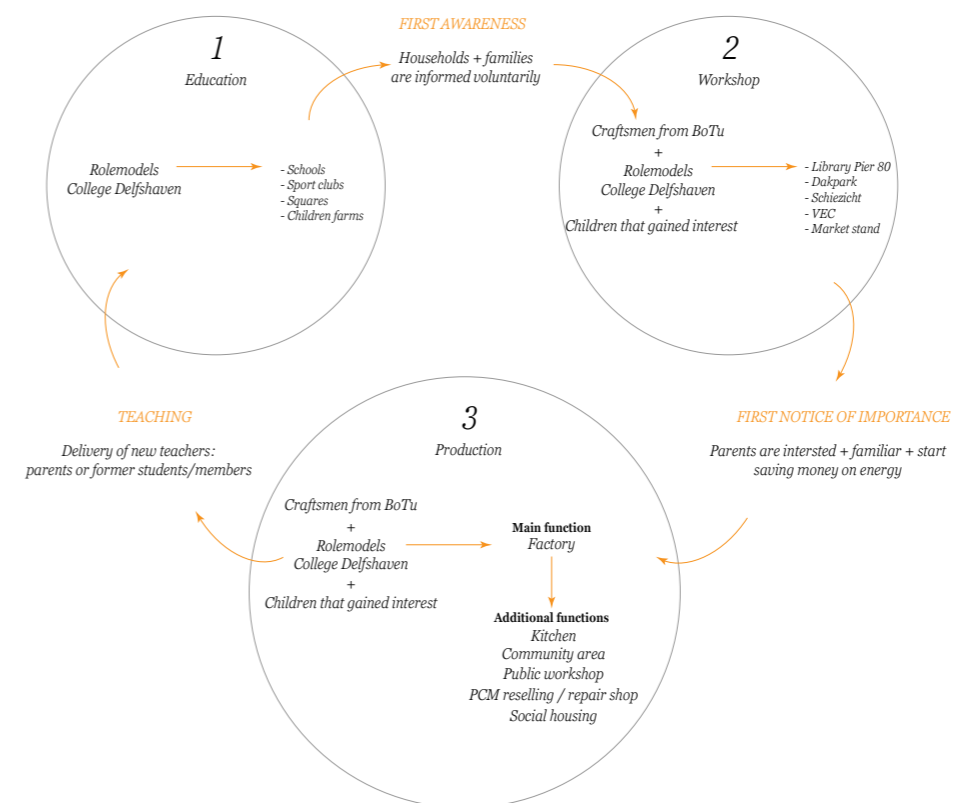 1
Education
Rolemodels
College Delfshaven
- Schools
- Sport clubs
- Squares
- Children farms
FIRST AWARENESS
Households + families
are informed voluntarily
2
Workshop
Craftsmen from BoTu
+
Rolemodels
College Delfshaven
+
Children that gained interest
- Library Pier 80
- Dakpark
- Schiezicht
- VEC
- Market stand
FIRST NOTICE OF IMPORTANCE
Parents are intersted + familiar + start
saving money on energy
3
Production
Craftsmen from BoTu
+
Rolemodels
College Delfshaven
+
Children that gained interest
Main function
Factory
Additional functions
Kitchen
Community area
Public workshop
PCM reselling / repair shop
Social housing
TEACHING
Delivery of new teachers:
parents or former students/members